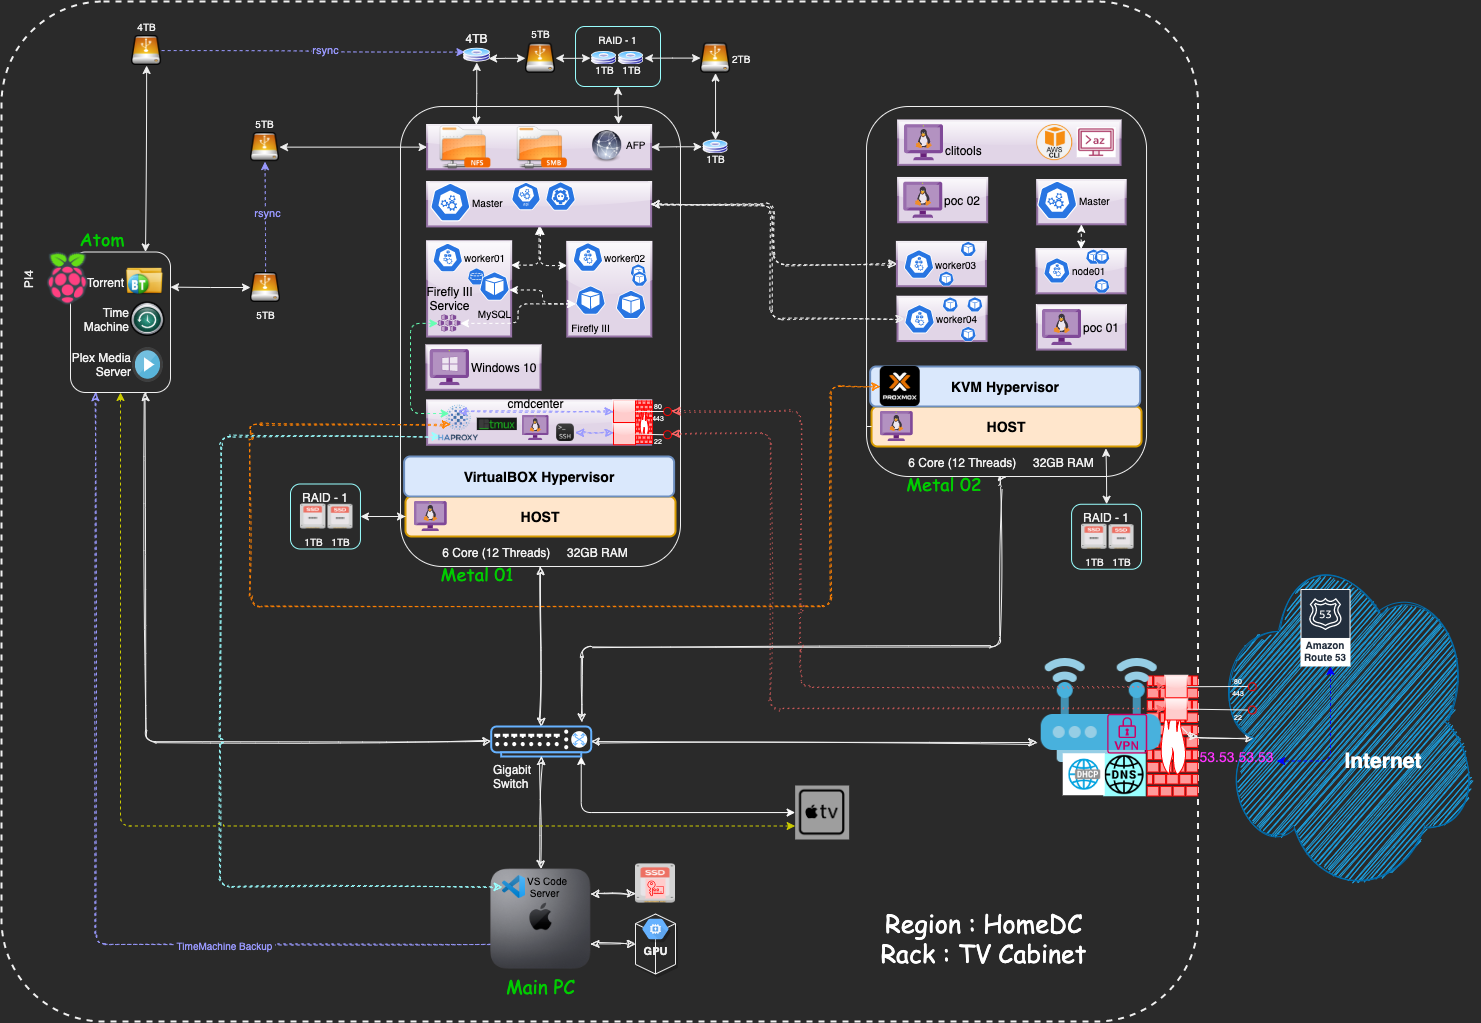 4TB
rsync
4TB
5TB
RAID - 1
1TB 1TB
2TB
5TB
NFS
SMB
AFP
1TB
clitools
AWS
CLI
>az
rsync
Master
poc 02
Master
Atom
PI4
Torrent
BT
Time
Machine
Plex Media
Server
5TB
worker01
worker02
Firefly III
Service
MySQL
Firefly III
worker03
node01
worker04
poc 01
Windows 10
cmdcenter
HAPROXY
tmux
SSH
80
443
22
PROXMOX
KVM Hypervisor
HOST
6 Core (12 Threads) 32GB RAM
Metal 02
VirtualBOX Hypervisor
HOST
6 Core (12 Threads) 32GB RAM
Metal 01
RAID - 1
SSD SSD
1TB 1TB
RAID - 1
SSD SSD
1TB 1TB
53
Amazon
Route 53
80
443
22
VPN
DHCP
DNS
53.53.53.53
Internet
Gigabit
Switch
tv
VS Code
Server
SSD
GPU
TimeMachine Backup
Main PC
Region : HomeDC
Rack : TV Cabinet